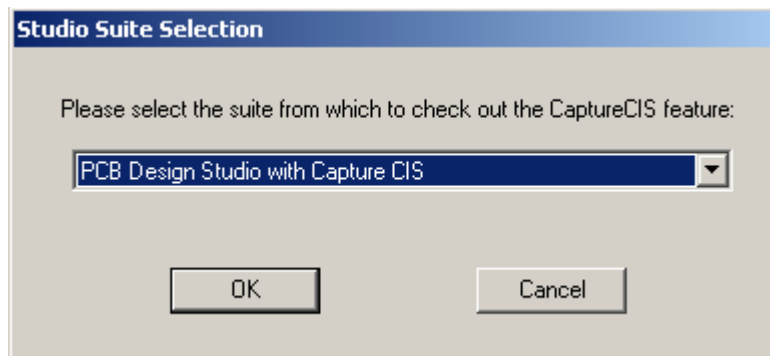 Studio Suite Selection
Please select the suite from which to check out the CaptureCIS feature:
PCB Design Studio with Capture CIS
OK Cancel